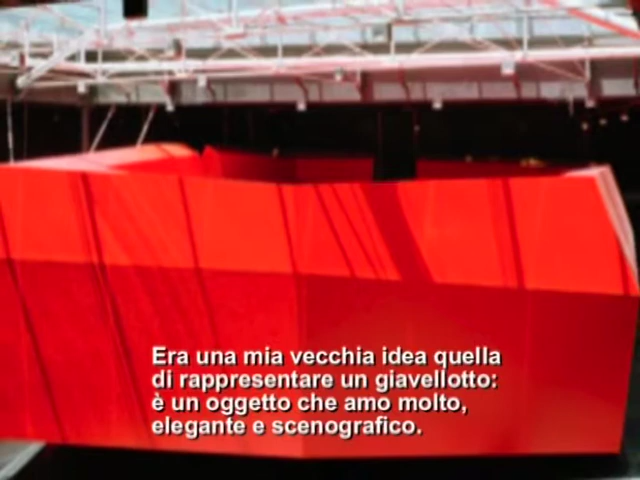 Era una mia vecchia idea quella
di rappresentare un giavellotto:
è un oggetto che amo molto,
elegante e scenografico.